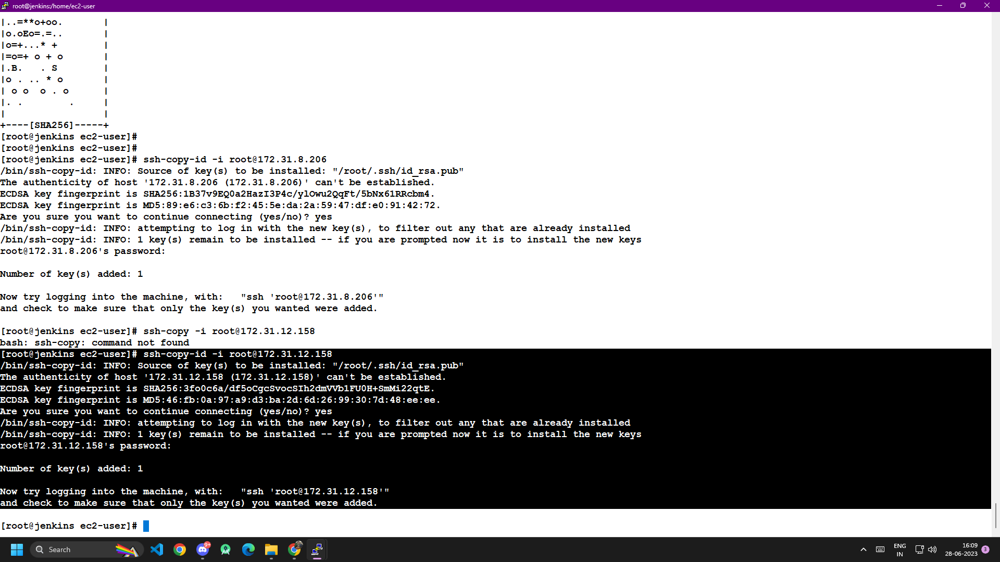 root@jenkins:/home/ec2-user
|..=**o+oo.       |
|o.oEo=.=..       |
|o=+...* +        |
|=o=+ o + o       |
|.B.   . S        |
|o . .. * o       |
| o o  o . o      |
|. .        .     |
|                 |
+----[SHA256]-----+
[root@jenkins ec2-user]#
[root@jenkins ec2-user]#
[root@jenkins ec2-user]# ssh-copy-id -i root@172.31.8.206
/bin/ssh-copy-id: INFO: Source of key(s) to be installed: "/root/.ssh/id_rsa.pub"
The authenticity of host '172.31.8.206 (172.31.8.206)' can't be established.
ECDSA key fingerprint is SHA256:1B37v9EQ0a2HazI3P4c/ylOwu2QqFt/5bNx61RRcbm4.
ECDSA key fingerprint is MD5:89:e6:c3:6b:f2:45:5e:da:2a:59:47:df:e0:91:42:72.
Are you sure you want to continue connecting (yes/no)? yes
/bin/ssh-copy-id: INFO: attempting to log in with the new key(s), to filter out any that are already installed
/bin/ssh-copy-id: INFO: 1 key(s) remain to be installed -- if you are prompted now it is to install the new keys
root@172.31.8.206's password:
Number of key(s) added: 1
Now try logging into the machine, with:   "ssh 'root@172.31.8.206'"
and check to make sure that only the key(s) you wanted were added.
[root@jenkins ec2-user]# ssh-copy -i root@172.31.12.158
bash: ssh-copy: command not found
[root@jenkins ec2-user]# ssh-copy-id -i root@172.31.12.158
/bin/ssh-copy-id: INFO: Source of key(s) to be installed: "/root/.ssh/id_rsa.pub"
The authenticity of host '172.31.12.158 (172.31.12.158)' can't be established.
ECDSA key fingerprint is SHA256:3fo0c6a/df5oCgcSvocSIh2dmVVb1FU0H+SmMi22qtE.
ECDSA key fingerprint is MD5:46:fb:0a:97:a9:d3:ba:2d:6d:26:99:30:7d:48:ee:ee.
Are you sure you want to continue connecting (yes/no)? yes
/bin/ssh-copy-id: INFO: attempting to log in with the new key(s), to filter out any that are already installed
/bin/ssh-copy-id: INFO: 1 key(s) remain to be installed -- if you are prompted now it is to install the new keys
root@172.31.12.158's password:
Number of key(s) added: 1
Now try logging into the machine, with:   "ssh 'root@172.31.12.158'"
and check to make sure that only the key(s) you wanted were added.
[root@jenkins ec2-user]#
Search
9+
ENG
IN
16:09
28-06-2023
3